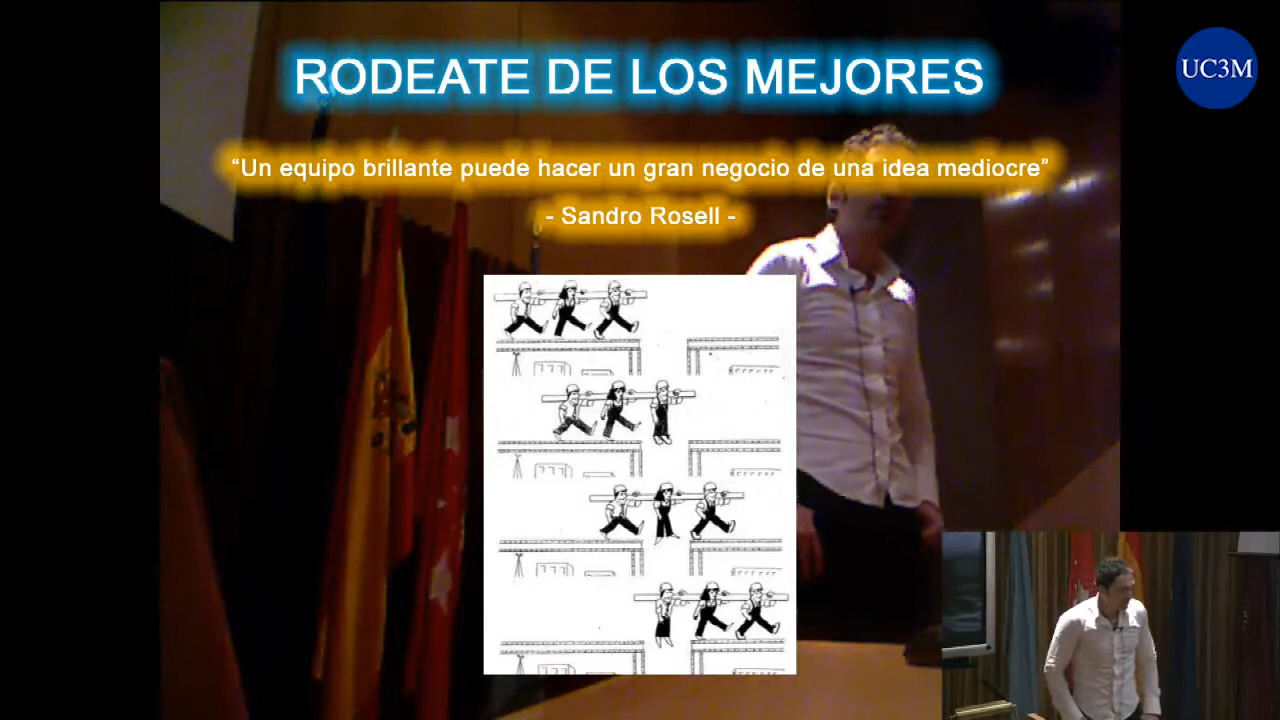 RODEATE DE LOS MEJORES
UC3M
“Un equipo brillante puede hacer un gran negocio de una idea mediocre”
- Sandro Rosell -